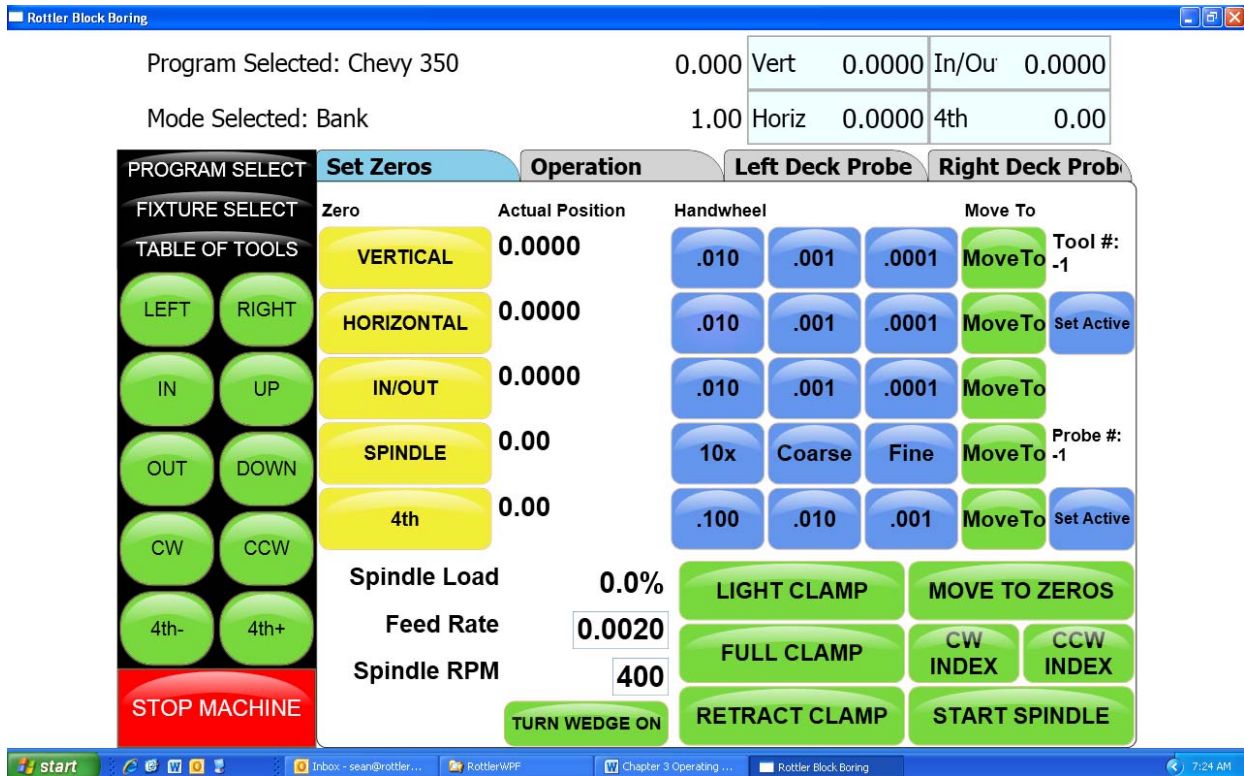 Rottler Block Boring
Program Selected: Chevy 350 0.000 Vert 0.0000 In/Ou 0.0000
Mode Selected: Bank 1.00 Horiz 0.0000 4th 0.00
PROGRAM SELECT
FIXTURE SELECT
TABLE OF TOOLS
LEFT RIGHT
IN UP
OUT DOWN
CW CCW
4th- 4th+
STOP MACHINE
Set Zeros Operation Left Deck Probe Right Deck Prob
Zero Actual Position Handwheel Move To
VERTICAL 0.0000 .010 .001 .0001 MoveTo Tool #:
-1
HORIZONTAL 0.0000 .010 .001 .0001 MoveTo Set Active
IN/OUT 0.0000 .010 .001 .0001 MoveTo
SPINDLE 0.00 10x Coarse Fine MoveTo Probe #:
-1
4th 0.00 .100 .010 .001 MoveTo Set Active
Spindle Load 0.0%
Feed Rate 0.0020
Spindle RPM 400
TURN WEDGE ON
LIGHT CLAMP MOVE TO ZEROS
FULL CLAMP CW INDEX CCW INDEX
RETRACT CLAMP START SPINDLE
start Inbox - sean@rottler... RottlerWPF Chapter 3 Operating ... Rottler Block Boring 7:24 AM